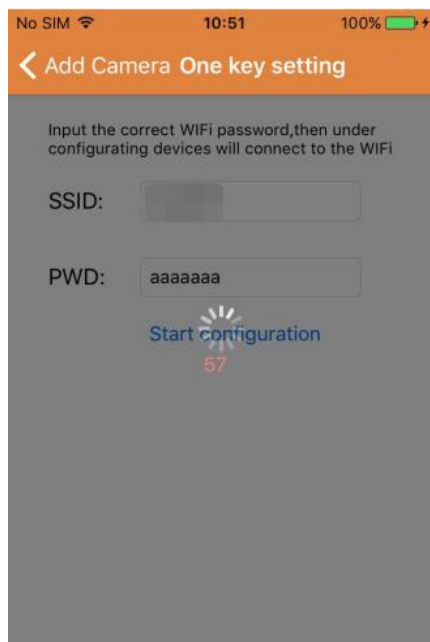 No SIM 10:51 100%
Add Camera One key setting
Input the correct WIFi password,then under
configurating devices will connect to the WIFi
SSID:
PWD: aaaaaaa
Start configuration
57